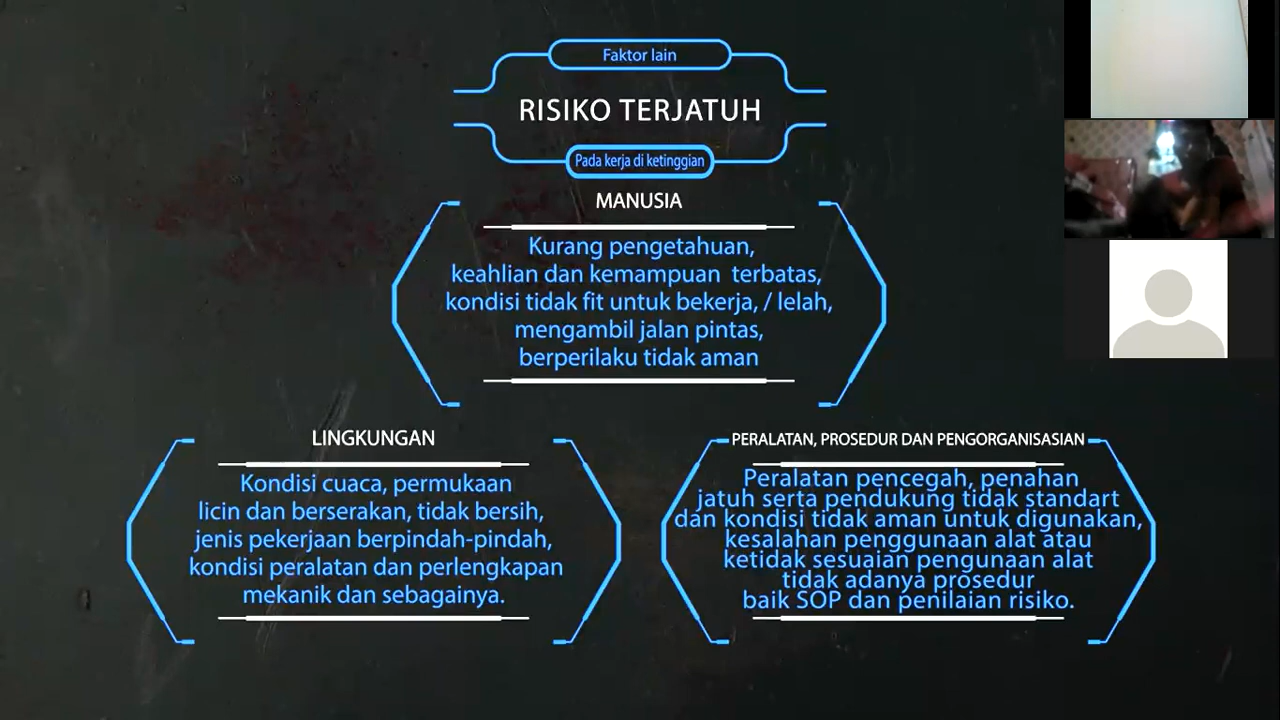 Faktor lain
RISIKO TERJATUH
Pada kerja di ketinggian
MANUSIA
Kurang pengetahuan,
keahlian dan kemampuan terbatas,
kondisi tidak fit untuk bekerja, / lelah,
mengambil jalan pintas,
berperilaku tidak aman
LINGKUNGAN
Kondisi cuaca, permukaan
licin dan berserakan, tidak bersih,
jenis pekerjaan berpindah-pindah,
kondisi peralatan dan perlengkapan
mekanik dan sebagainya.
PERALATAN, PROSEDUR DAN PENGORGANISASIAN
Peralatan pencegah, penahan
jatuh serta pendukung tidak standart
dan kondisi tidak aman untuk digunakan,
kesalahan penggunaan alat atau
ketidak sesuaian pengunaan alat
tidak adanya prosedur
baik SOP dan penilaian risiko.